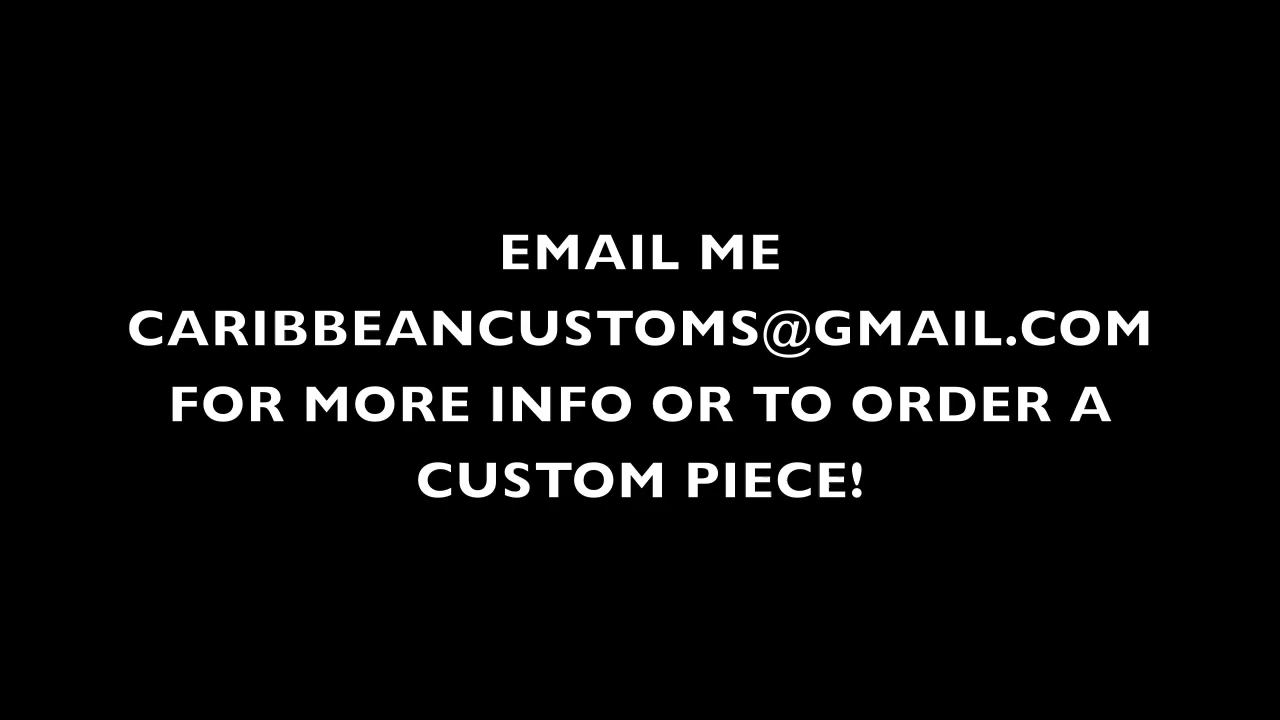 EMAIL ME
CARIBBEANCUSTOMS@GMAIL.COM
FOR MORE INFO OR TO ORDER A
CUSTOM PIECE!